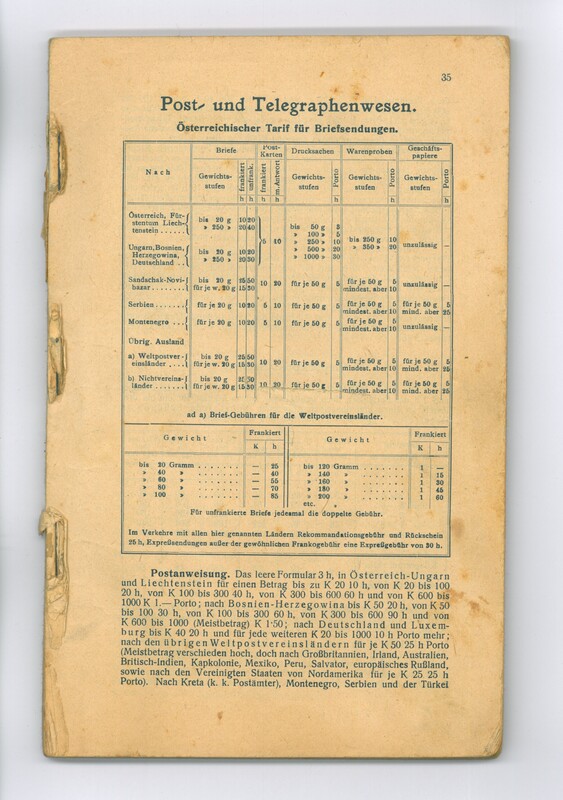 35
Post- und Telegraphenwesen.
Österreichischer Tarif für Briefsendungen.
Nach
Briefe
Post-Karten
Drucksachen
Warenproben
Geschäfts-papiere
Gewichts-stufen
frankiert
unfrank.
frankiert
m. Antwort
Gewichts-stufen
Porto
Gewichts-stufen
Porto
Gewichts-stufen
Porto
h h h h h h h
Österreich, Für-
stentum Liech-
tenstein ......
bis 20 g 10 20
» 250 » 20 40
Ungarn, Bosnien,
Herzegowina,
Deutschland ..
bis 20 g 10 20
» 250 » 20 30
5 10
bis 50 g 3
» 100 » 5
» 250 » 10
» 500 » 20
» 1000 » 30
bis 250 g 10
» 350 » 20
unzulässig —
Sandschak-Novi-
bazar ........
bis 20 g 25 50
für je w. 20 g 15 30
10 20 für je 50 g 5
für je 50 g 5
mindest. aber 10
unzulässig —
Serbien ..... für je 20 g 10 20 5 10 für je 50 g 5
für je 50 g 5
mindest. aber 10
für je 50 g 5
mind. aber 25
Montenegro ... für je 20 g 10 20 5 10 für je 50 g 5
für je 50 g 5
mindest. aber 10
unzulässig —
Übrig. Ausland
a) Weltpostver-
einsländer ....
bis 20 g 25 50
für je w. 20 g 15 30
10 20 für je 50 g 5
für je 50 g 5
mindest. aber 10
für je 50 g 5
mind. aber 25
b) Nichtvereins-
länder .......
bis 20 g 25 50
für je w. 20 g 15 30
10 20 für je 50 g 5
für je 50 g 5
mindest. aber 10
für je 50 g 5
mind. aber 25
ad a) Brief-Gebühren für die Weltpostvereinsländer.
Gewicht
Frankiert
K h
Gewicht
Frankiert
K h
bis 20 Gramm ....... — 25
» 40 » ....... — 40
» 60 » ....... — 55
» 80 » ....... — 70
» 100 » ....... — 85
bis 120 Gramm ....... 1 —
» 140 » ....... 1 15
» 160 » ....... 1 30
» 180 » ....... 1 45
» 200 » ....... 1 60
etc.
Für unfrankierte Briefe jedesmal die doppelte Gebühr.
Im Verkehre mit allen hier genannten Ländern Rekommandationsgebühr und Rückschein
25 h, Expreßsendungen außer der gewöhnlichen Frankogebühr eine Expreßgebühr von 30 h.
Postanweisung. Das leere Formular 3 h, in Österreich-Ungarn
und Liechtenstein für einen Betrag bis zu K 20 10 h, von K 20 bis 100
20 h, von K 100 bis 300 40 h, von K 300 bis 600 60 h und von K 600 bis
1000 K 1.— Porto; nach Bosnien-Herzegowina bis K 50 20 h, von K 50
bis 100 30 h, von K 100 bis 300 60 h, von K 300 bis 600 90 h und von
K 600 bis 1000 (Meistbetrag) K 1·50; nach Deutschland und Luxem-
burg bis K 40 20 h und für jede weiteren K 20 bis 1000 10 h Porto mehr;
nach den übrigen Weltpostvereinsländern für je K 50 25 h Porto
(Meistbetrag verschieden hoch, doch nach Großbritannien, Irland, Australien,
Britisch-Indien, Kapkolonie, Mexiko, Peru, Salvator, europäisches Rußland,
sowie nach den Vereinigten Staaten von Nordamerika für je K 25 25 h
Porto). Nach Kreta (k. k. Postämter), Montenegro, Serbien und der Türkei